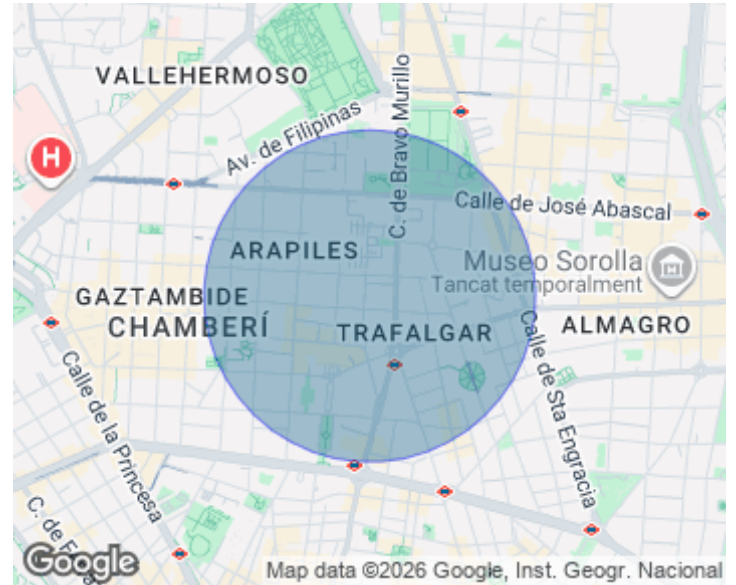 VALLEHERMOSO
C. de Bravo Murillo
Av. de Filipinas
H
Calle de José Abascal
ARAPILES
Museo Sorolla
Tancat temporalment
GAZTAMBIDE
CHAMBERÍ
TRAFALGAR
ALMAGRO
Calle de la Princesa
Calle de Sta Engracia
C. de
Google
Map data ©2026 Google, Inst. Geogr. Nacional